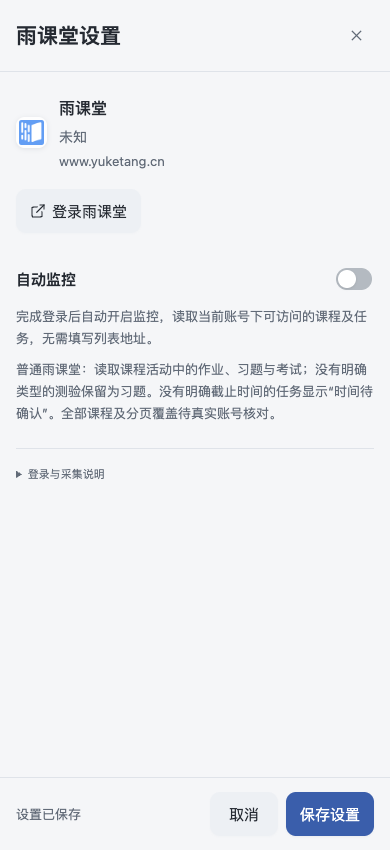 雨课堂设置
雨课堂
未知
www.yuketang.cn
登录雨课堂
自动监控
完成登录后自动开启监控，读取当前账号下可访问的课程及任
务，无需填写列表地址。
普通雨课堂：读取课程活动中的作业、习题与考试；没有明确
类型的测验保留为习题。没有明确截止时间的任务显示“时间待
确认”。全部课程及分页覆盖待真实账号核对。
登录与采集说明
设置已保存
取消
保存设置